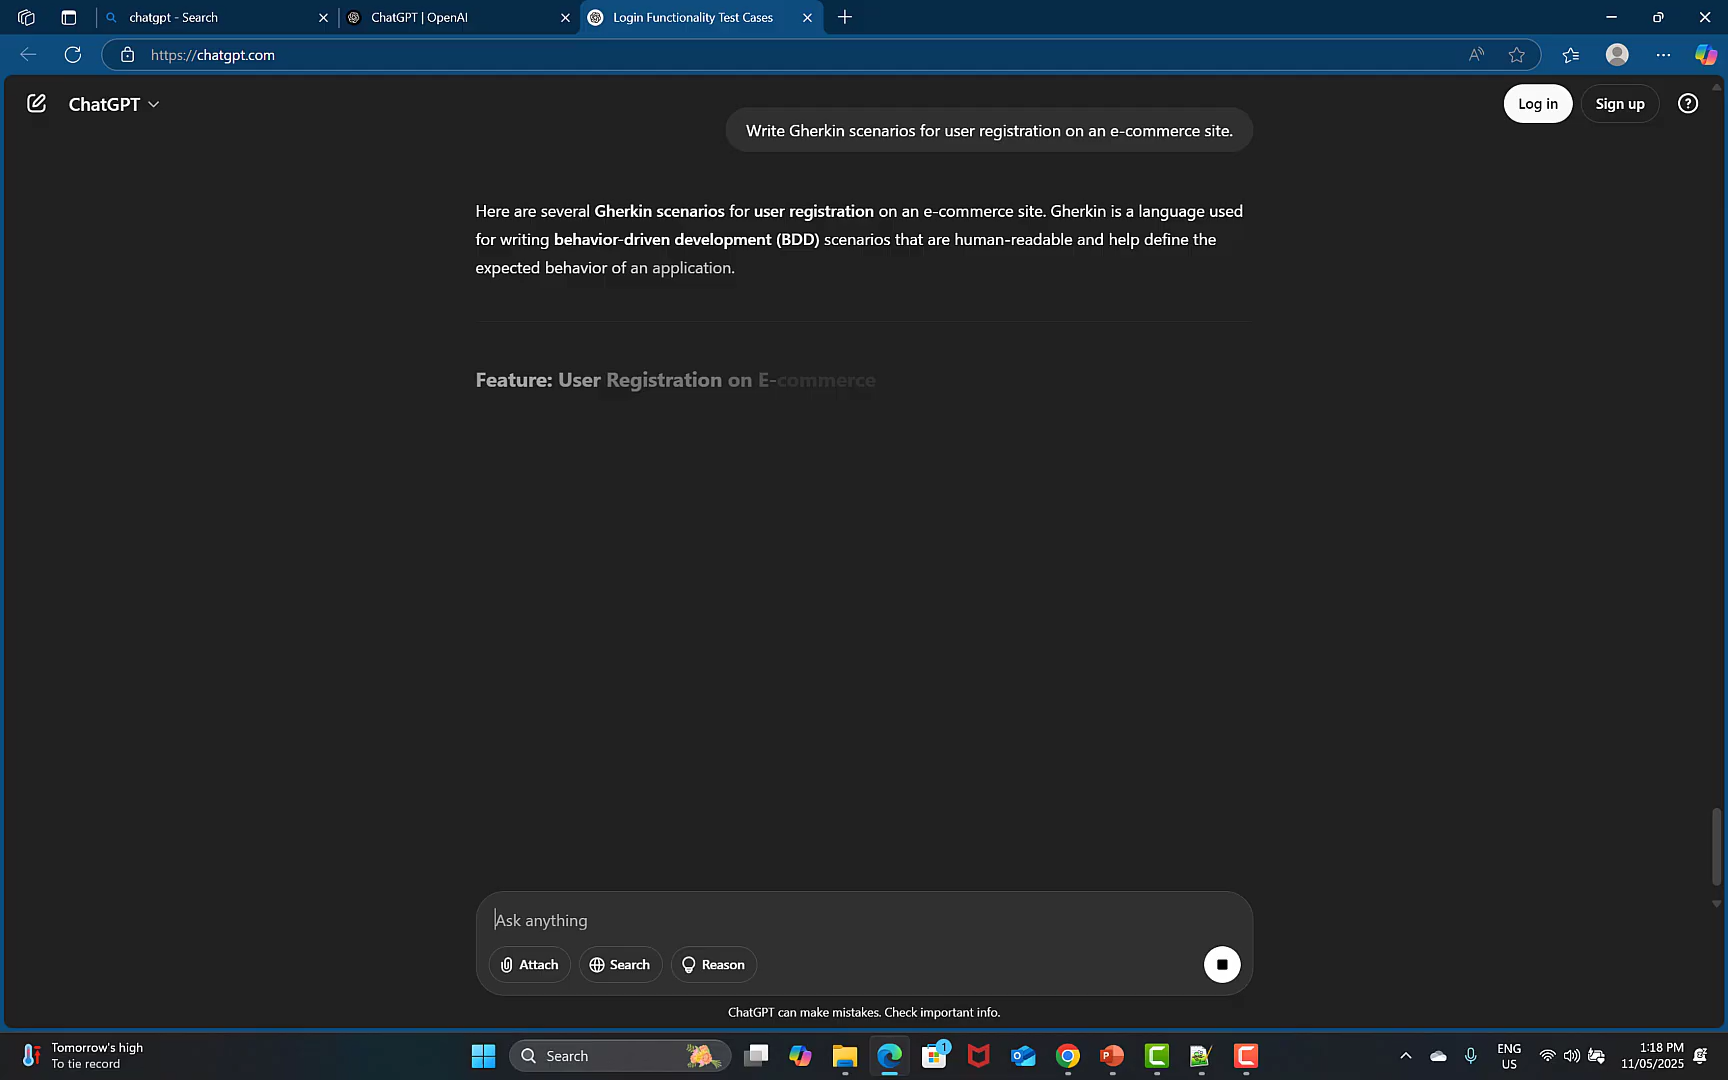 chatgpt - Search
ChatGPT | OpenAI
Login Functionality Test Cases
https://chatgpt.com
ChatGPT
Log in
Sign up
Write Gherkin scenarios for user registration on an e-commerce site.
Here are several Gherkin scenarios for user registration on an e-commerce site. Gherkin is a language used
for writing behavior-driven development (BDD) scenarios that are human-readable and help define the
expected behavior of an application.
Feature: User Registration on E-commerce
Ask anything
Attach
Search
Reason
ChatGPT can make mistakes. Check important info.
Tomorrow's high
To tie record
Search
1
ENG
US
1:18 PM
11/05/2025